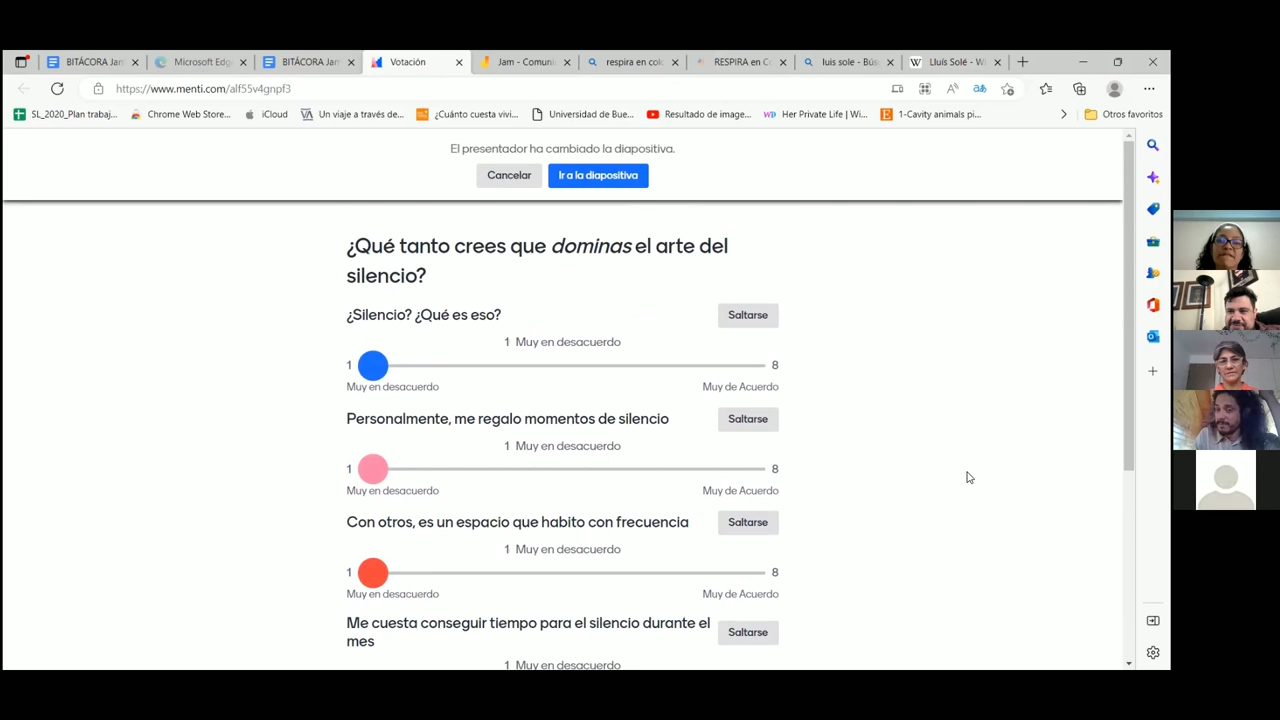 BITÁCORA Jam
Microsoft Edg
BITÁCORA Jam
Votación
Jam - Comuni
respira en colo
RESPIRA en C
luis sole - Bús
Lluís Solé - W
https://www.menti.com/alf55v4gnpf3
SL_2020_Plan trabaj...
Chrome Web Store...
iCloud
Un viaje a través de...
¿Cuánto cuesta vivi...
Universidad de Bue...
Resultado de image...
Her Private Life | Wi...
1-Cavity animals pi...
Otros favoritos
El presentador ha cambiado la diapositiva.
Cancelar
Ir a la diapositiva
¿Qué tanto crees que dominas el arte del
silencio?
¿Silencio? ¿Qué es eso?
Saltarse
1 Muy en desacuerdo
1
8
Muy en desacuerdo
Muy de Acuerdo
Personalmente, me regalo momentos de silencio
Saltarse
1 Muy en desacuerdo
1
8
Muy en desacuerdo
Muy de Acuerdo
Con otros, es un espacio que habito con frecuencia
Saltarse
1 Muy en desacuerdo
1
8
Muy en desacuerdo
Muy de Acuerdo
Me cuesta conseguir tiempo para el silencio durante el
mes
Saltarse
1 Muy en desacuerdo